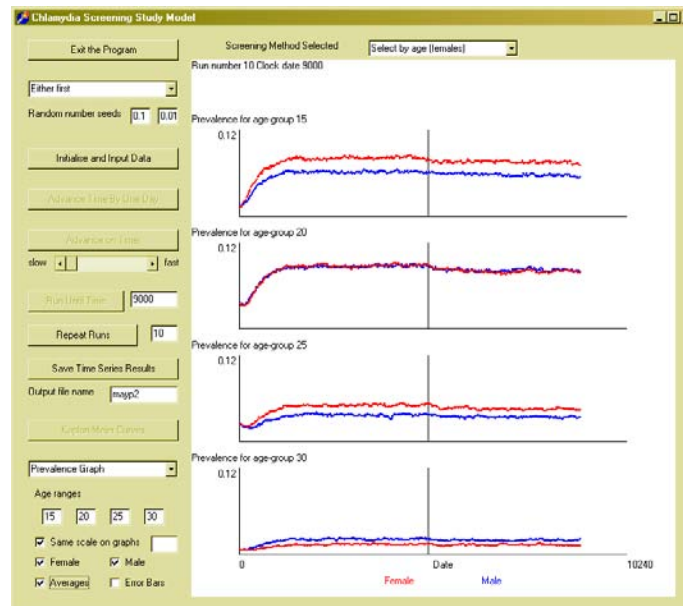 Chlamydia Screening Study Model
Exit the Program
Screening Method Selected
Select by age (females)
Run number 10 Clock date 9000
Either first
Random number seeds 0.1 0.01
Initialise and Input Data
Advance Time By One Day
Advance on Timer
slow fast
Run Until Time 9000
Repeat Runs 10
Save Time Series Results
Output file name mayp2
Kaplan Meier Curves
Prevalence Graph
Age ranges
15 20 25 30
Same scale on graphs
Female Male
Averages Error Bars
Prevalence for age-group 15
0.12
Prevalence for age-group 20
0.12
Prevalence for age-group 25
0.12
Prevalence for age-group 30
0.12
0 Date 10240
Female Male